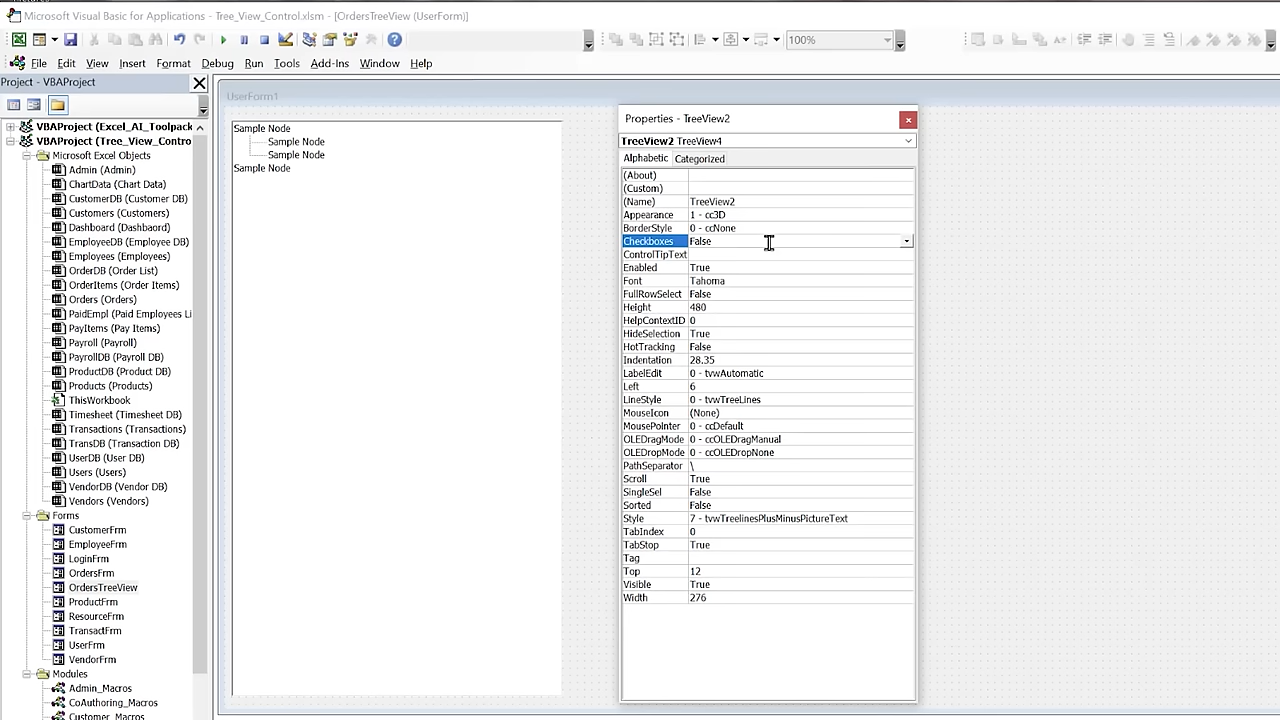 Microsoft Visual Basic for Applications - Tree_View_Control.xlsm - [OrdersTreeView (UserForm)]
100%
File Edit View Insert Format Debug Run Tools Add-Ins Window Help
Project - VBAProject
VBAProject (Excel_AI_Toolpack
VBAProject (Tree_View_Contro
Microsoft Excel Objects
Admin (Admin)
ChartData (Chart Data)
CustomerDB (Customer DB)
Customers (Customers)
Dashboard (Dashboard)
EmployeeDB (Employee DB)
Employees (Employees)
OrderDB (Order List)
OrderItems (Order Items)
Orders (Orders)
PaidEmpl (Paid Employees Li
PayItems (Pay Items)
Payroll (Payroll)
PayrollDB (Payroll DB)
ProductDB (Product DB)
Products (Products)
ThisWorkbook
Timesheet (Timesheet DB)
Transactions (Transactions)
TransDB (Transaction DB)
UserDB (User DB)
Users (Users)
VendorDB (Vendor DB)
Vendors (Vendors)
Forms
CustomerFrm
EmployeeFrm
LoginFrm
OrdersFrm
OrdersTreeView
ProductFrm
ResourceFrm
TransactFrm
UserFrm
VendorFrm
Modules
Admin_Macros
CoAuthoring_Macros
Customer_Macros
UserForm1
Sample Node
Sample Node
Sample Node
Sample Node
Properties - TreeView2
TreeView2 TreeView4
Alphabetic Categorized
(About)
(Custom)
(Name) TreeView2
Appearance 1 - cc3D
BorderStyle 0 - ccNone
Checkboxes False
ControlTipText
Enabled True
Font Tahoma
FullRowSelect False
Height 480
HelpContextID 0
HideSelection True
HotTracking False
Indentation 28.35
LabelEdit 0 - tvwAutomatic
Left 6
LineStyle 0 - tvwTreeLines
MouseIcon (None)
MousePointer 0 - ccDefault
OLEDragMode 0 - ccOLEDragManual
OLEDropMode 0 - ccOLEDropNone
PathSeparator \
Scroll True
SingleSel False
Sorted False
Style 7 - tvwTreelinesPlusMinusPictureText
TabIndex 0
TabStop True
Tag
Top 12
Visible True
Width 276